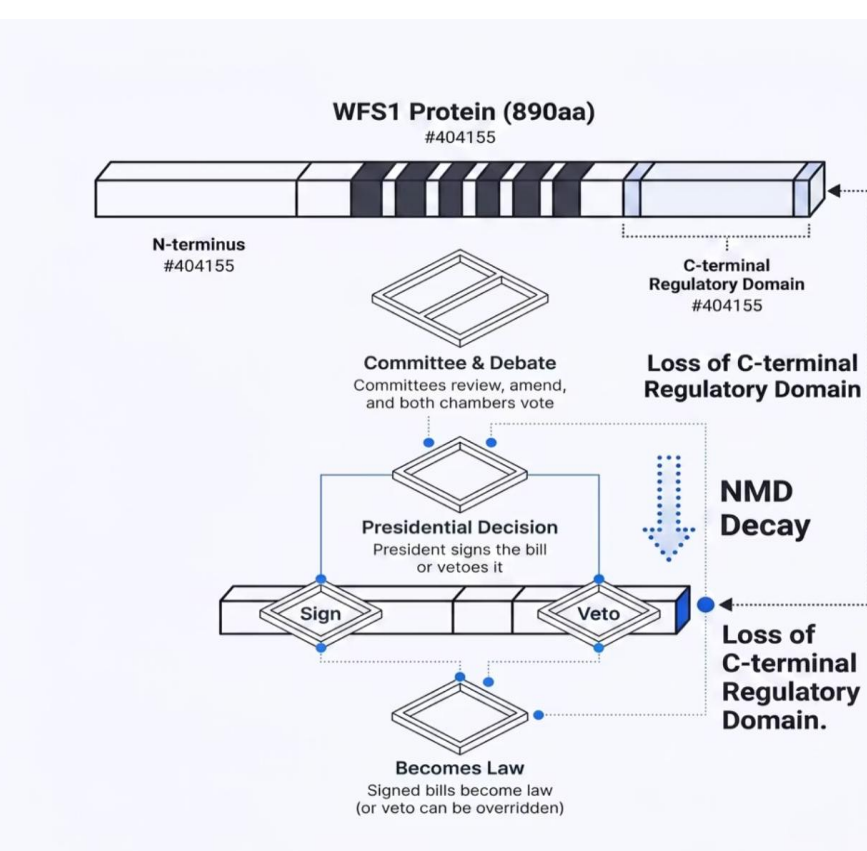 WFS1 Protein (890aa)
#404155
N-terminus
#404155
C-terminal
Regulatory Domain
#404155
Committee & Debate
Committees review, amend,
and both chambers vote
Loss of C-terminal
Regulatory Domain
NMD
Decay
Presidential Decision
President signs the bill
or vetoes it
Sign
Veto
Loss of
C-terminal
Regulatory
Domain.
Becomes Law
Signed bills become law
(or veto can be overridden)